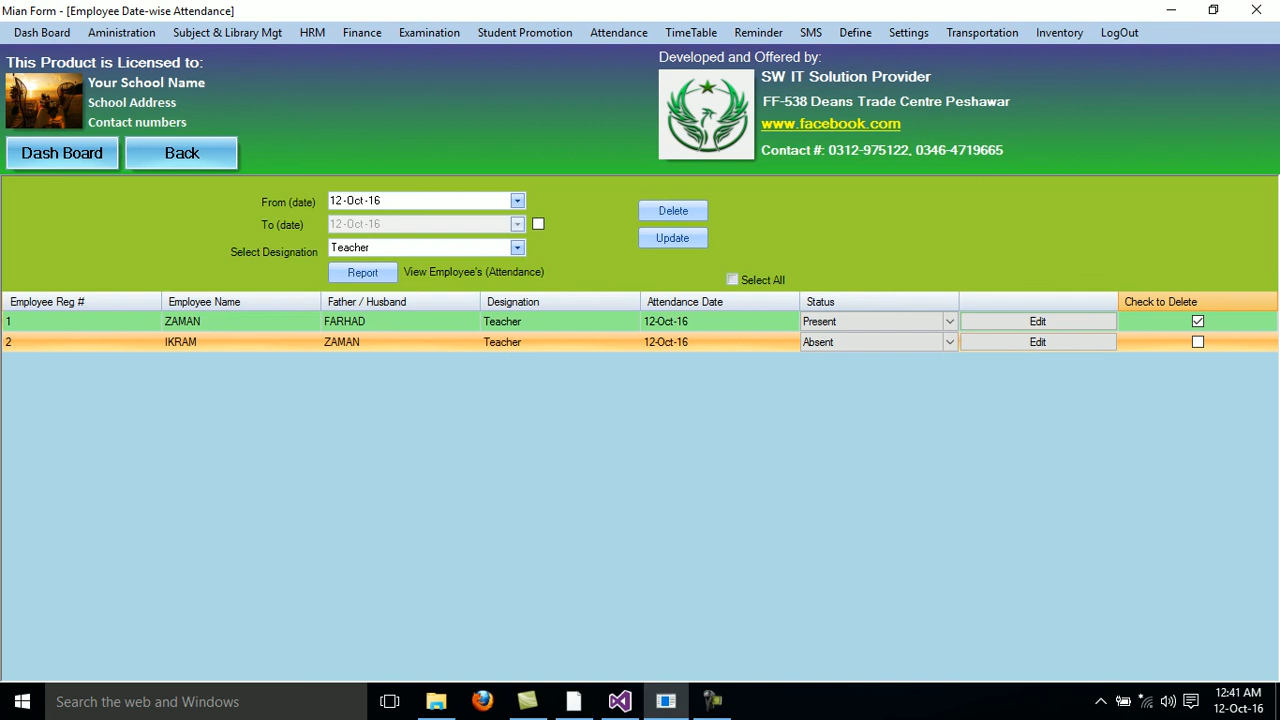 Mian Form - [Employee Date-wise Attendance]
Dash Board Aministration Subject & Library Mgt HRM Finance Examination Student Promotion Attendance TimeTable Reminder SMS Define Settings Transportation Inventory LogOut
This Product is Licensed to:
Your School Name
School Address
Contact numbers
Dash Board Back
Developed and Offered by:
SW IT Solution Provider
FF-538 Deans Trade Centre Peshawar
www.facebook.com
Contact #: 0312-975122, 0346-4719665
From (date) 12-Oct-16
To (date) 12-Oct-16
Select Designation Teacher
Report View Employee's (Attendance)
Delete
Update
Select All
Employee Reg # Employee Name Father / Husband Designation Attendance Date Status Check to Delete
1 ZAMAN FARHAD Teacher 12-Oct-16 Present Edit
2 IKRAM ZAMAN Teacher 12-Oct-16 Absent Edit
Search the web and Windows
12:41 AM
12-Oct-16